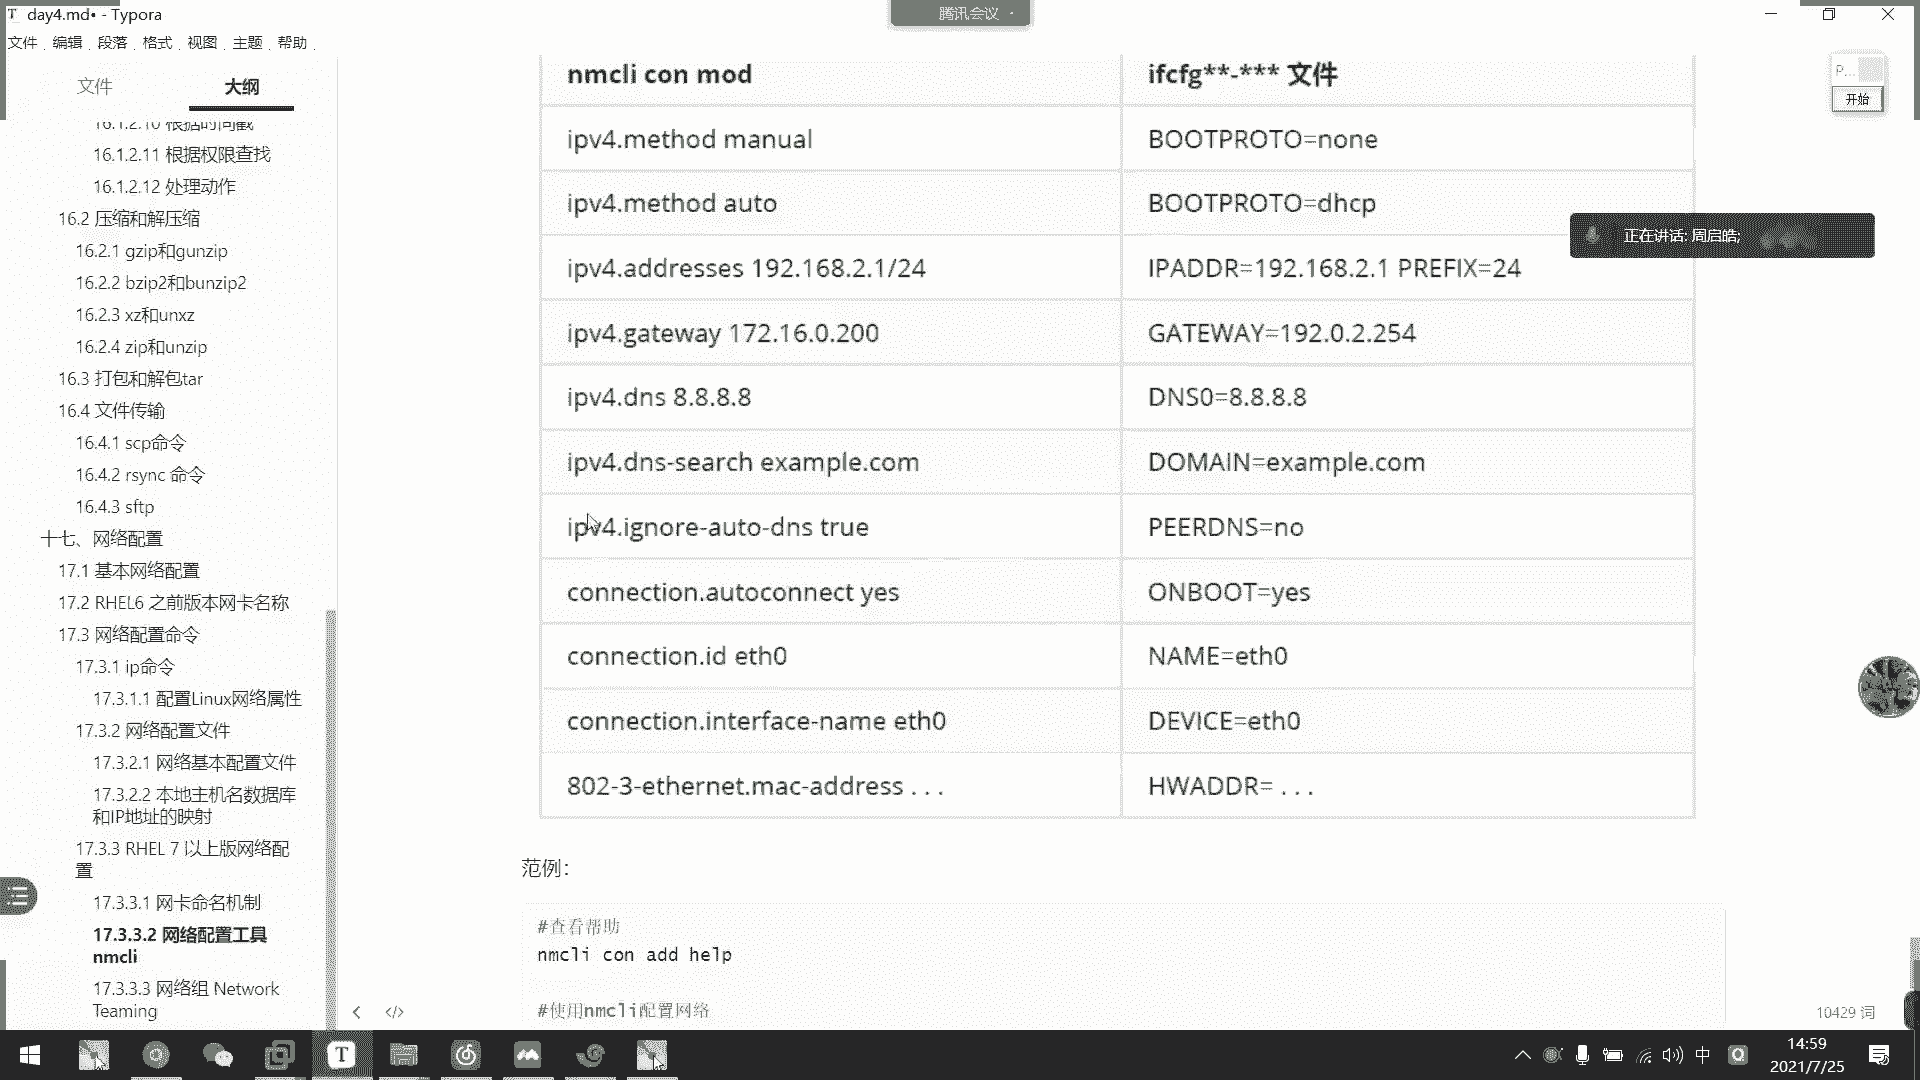 day4.md• - Typora
腾讯会议
文件 编辑 段落 格式 视图 主题 帮助
文件 大纲
16.1.2.10 根据时间戳
16.1.2.11 根据权限查找
16.1.2.12 处理动作
16.2 压缩和解压缩
16.2.1 gzip和gunzip
16.2.2 bzip2和bunzip2
16.2.3 xz和unxz
16.2.4 zip和unzip
16.3 打包和解包tar
16.4 文件传输
16.4.1 scp命令
16.4.2 rsync 命令
16.4.3 sftp
十七、网络配置
17.1 基本网络配置
17.2 RHEL6 之前版本网卡名称
17.3 网络配置命令
17.3.1 ip命令
17.3.1.1 配置Linux网络属性
17.3.2 网络配置文件
17.3.2.1 网络基本配置文件
17.3.2.2 本地主机名数据库
和IP地址的映射
17.3.3 RHEL 7 以上版网络配
置
17.3.3.1 网卡命名机制
17.3.3.2 网络配置工具
nmcli
17.3.3.3 网络组 Network
Teaming
nmcli con mod ifcfg**-*** 文件
ipv4.method manual BOOTPROTO=none
ipv4.method auto BOOTPROTO=dhcp
ipv4.addresses 192.168.2.1/24 IPADDR=192.168.2.1 PREFIX=24
ipv4.gateway 172.16.0.200 GATEWAY=192.0.2.254
ipv4.dns 8.8.8.8 DNS0=8.8.8.8
ipv4.dns-search example.com DOMAIN=example.com
ipv4.ignore-auto-dns true PEERDNS=no
connection.autoconnect yes ONBOOT=yes
connection.id eth0 NAME=eth0
connection.interface-name eth0 DEVICE=eth0
802-3-ethernet.mac-address . . . HWADDR= . . .
范例：
#查看帮助
nmcli con add help
#使用nmcli配置网络
P...
开始
正在讲话: 周启皓;
10429 词
中
14:59
2021/7/25